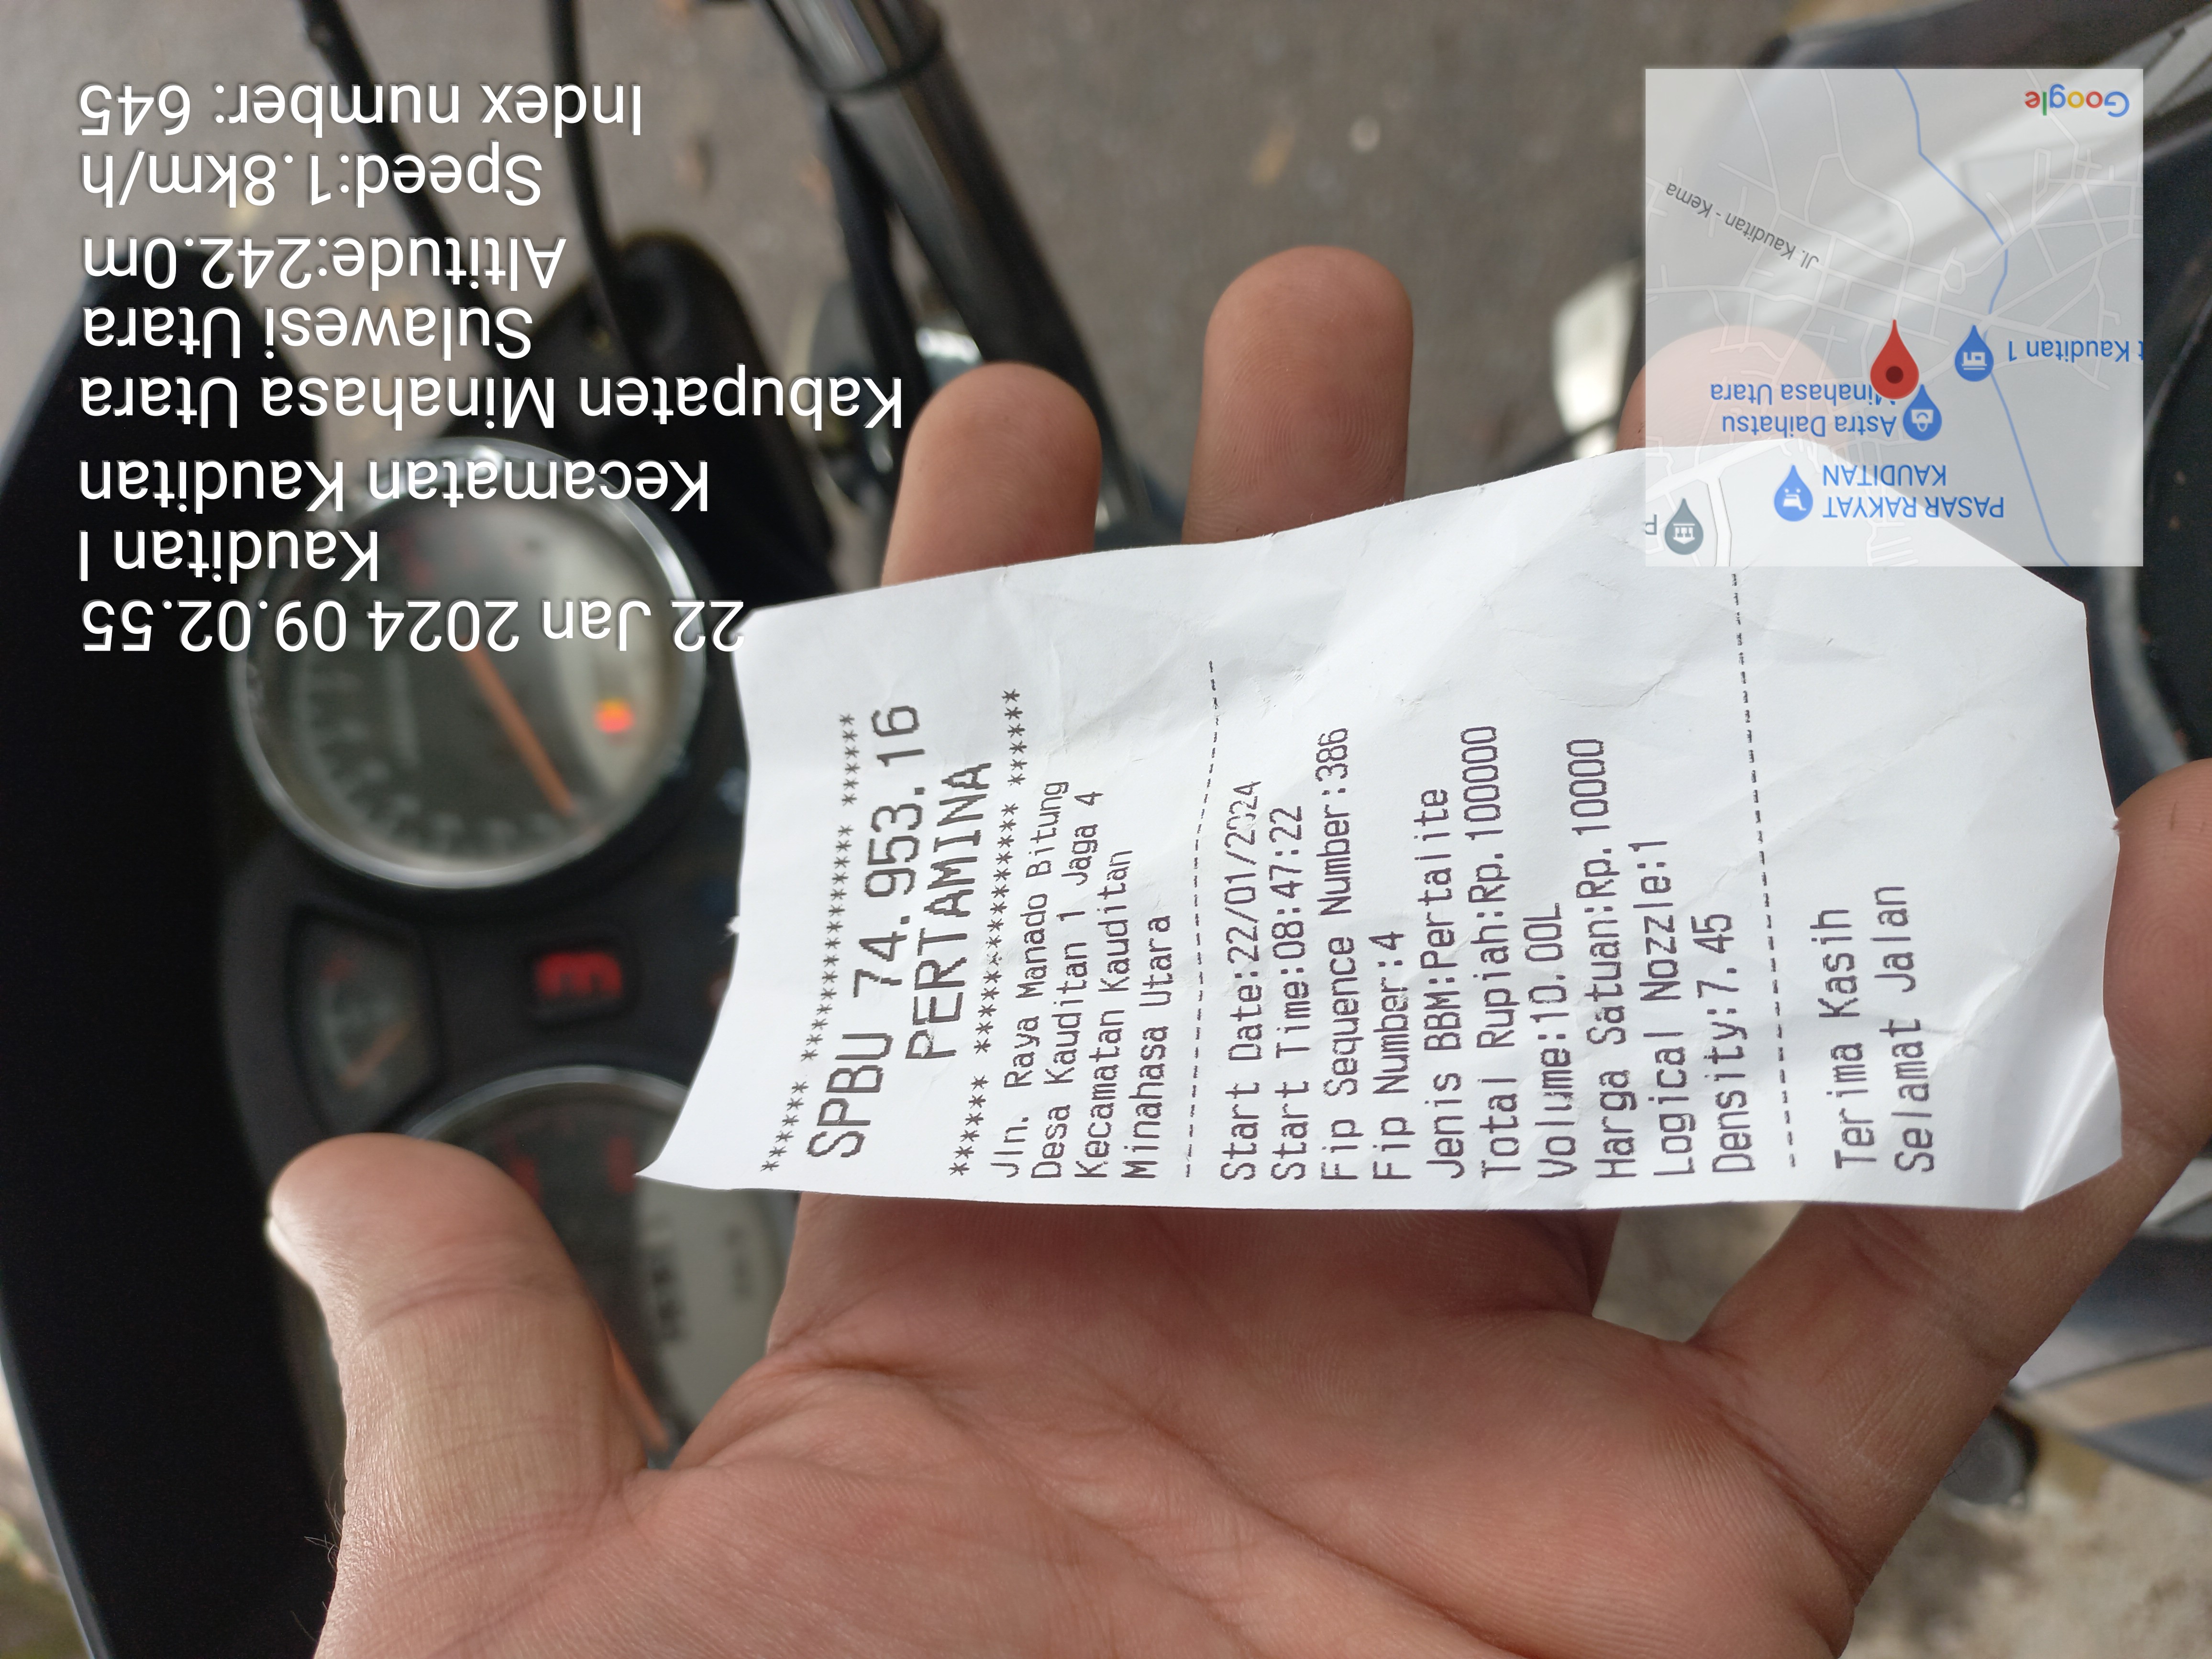 ****** ****************** ******
SPBU 74.953.16
PERTAMINA
****** ****************** ******
Jln. Raya Manado Bitung
Desa Kauditan 1 Jaga 4
Kecamatan Kauditan
Minahasa Utara
--------------------------------
Start Date:22/01/2024
Start Time:08:47:22
Fip Sequence Number:386
Fip Number:4
Jenis BBM:Pertalite
Total Rupiah:Rp.100000
Volume:10.00L
Harga Satuan:Rp.10000
Logical Nozzle:1
Density:7.45
--------------------------------
Terima Kasih
Selamat Jalan
22 Jan 2024 09.02.55
Kauditan I
Kecamatan Kauditan
Kabupaten Minahasa Utara
Sulawesi Utara
Altitude:242.0m
Speed:1.8km/h
Index number: 645
PASAR RAKYAT
KAUDITAN
Astra Daihatsu
Minahasa Utara
t Kauditan 1
Jl. Kauditan - Kema
Google